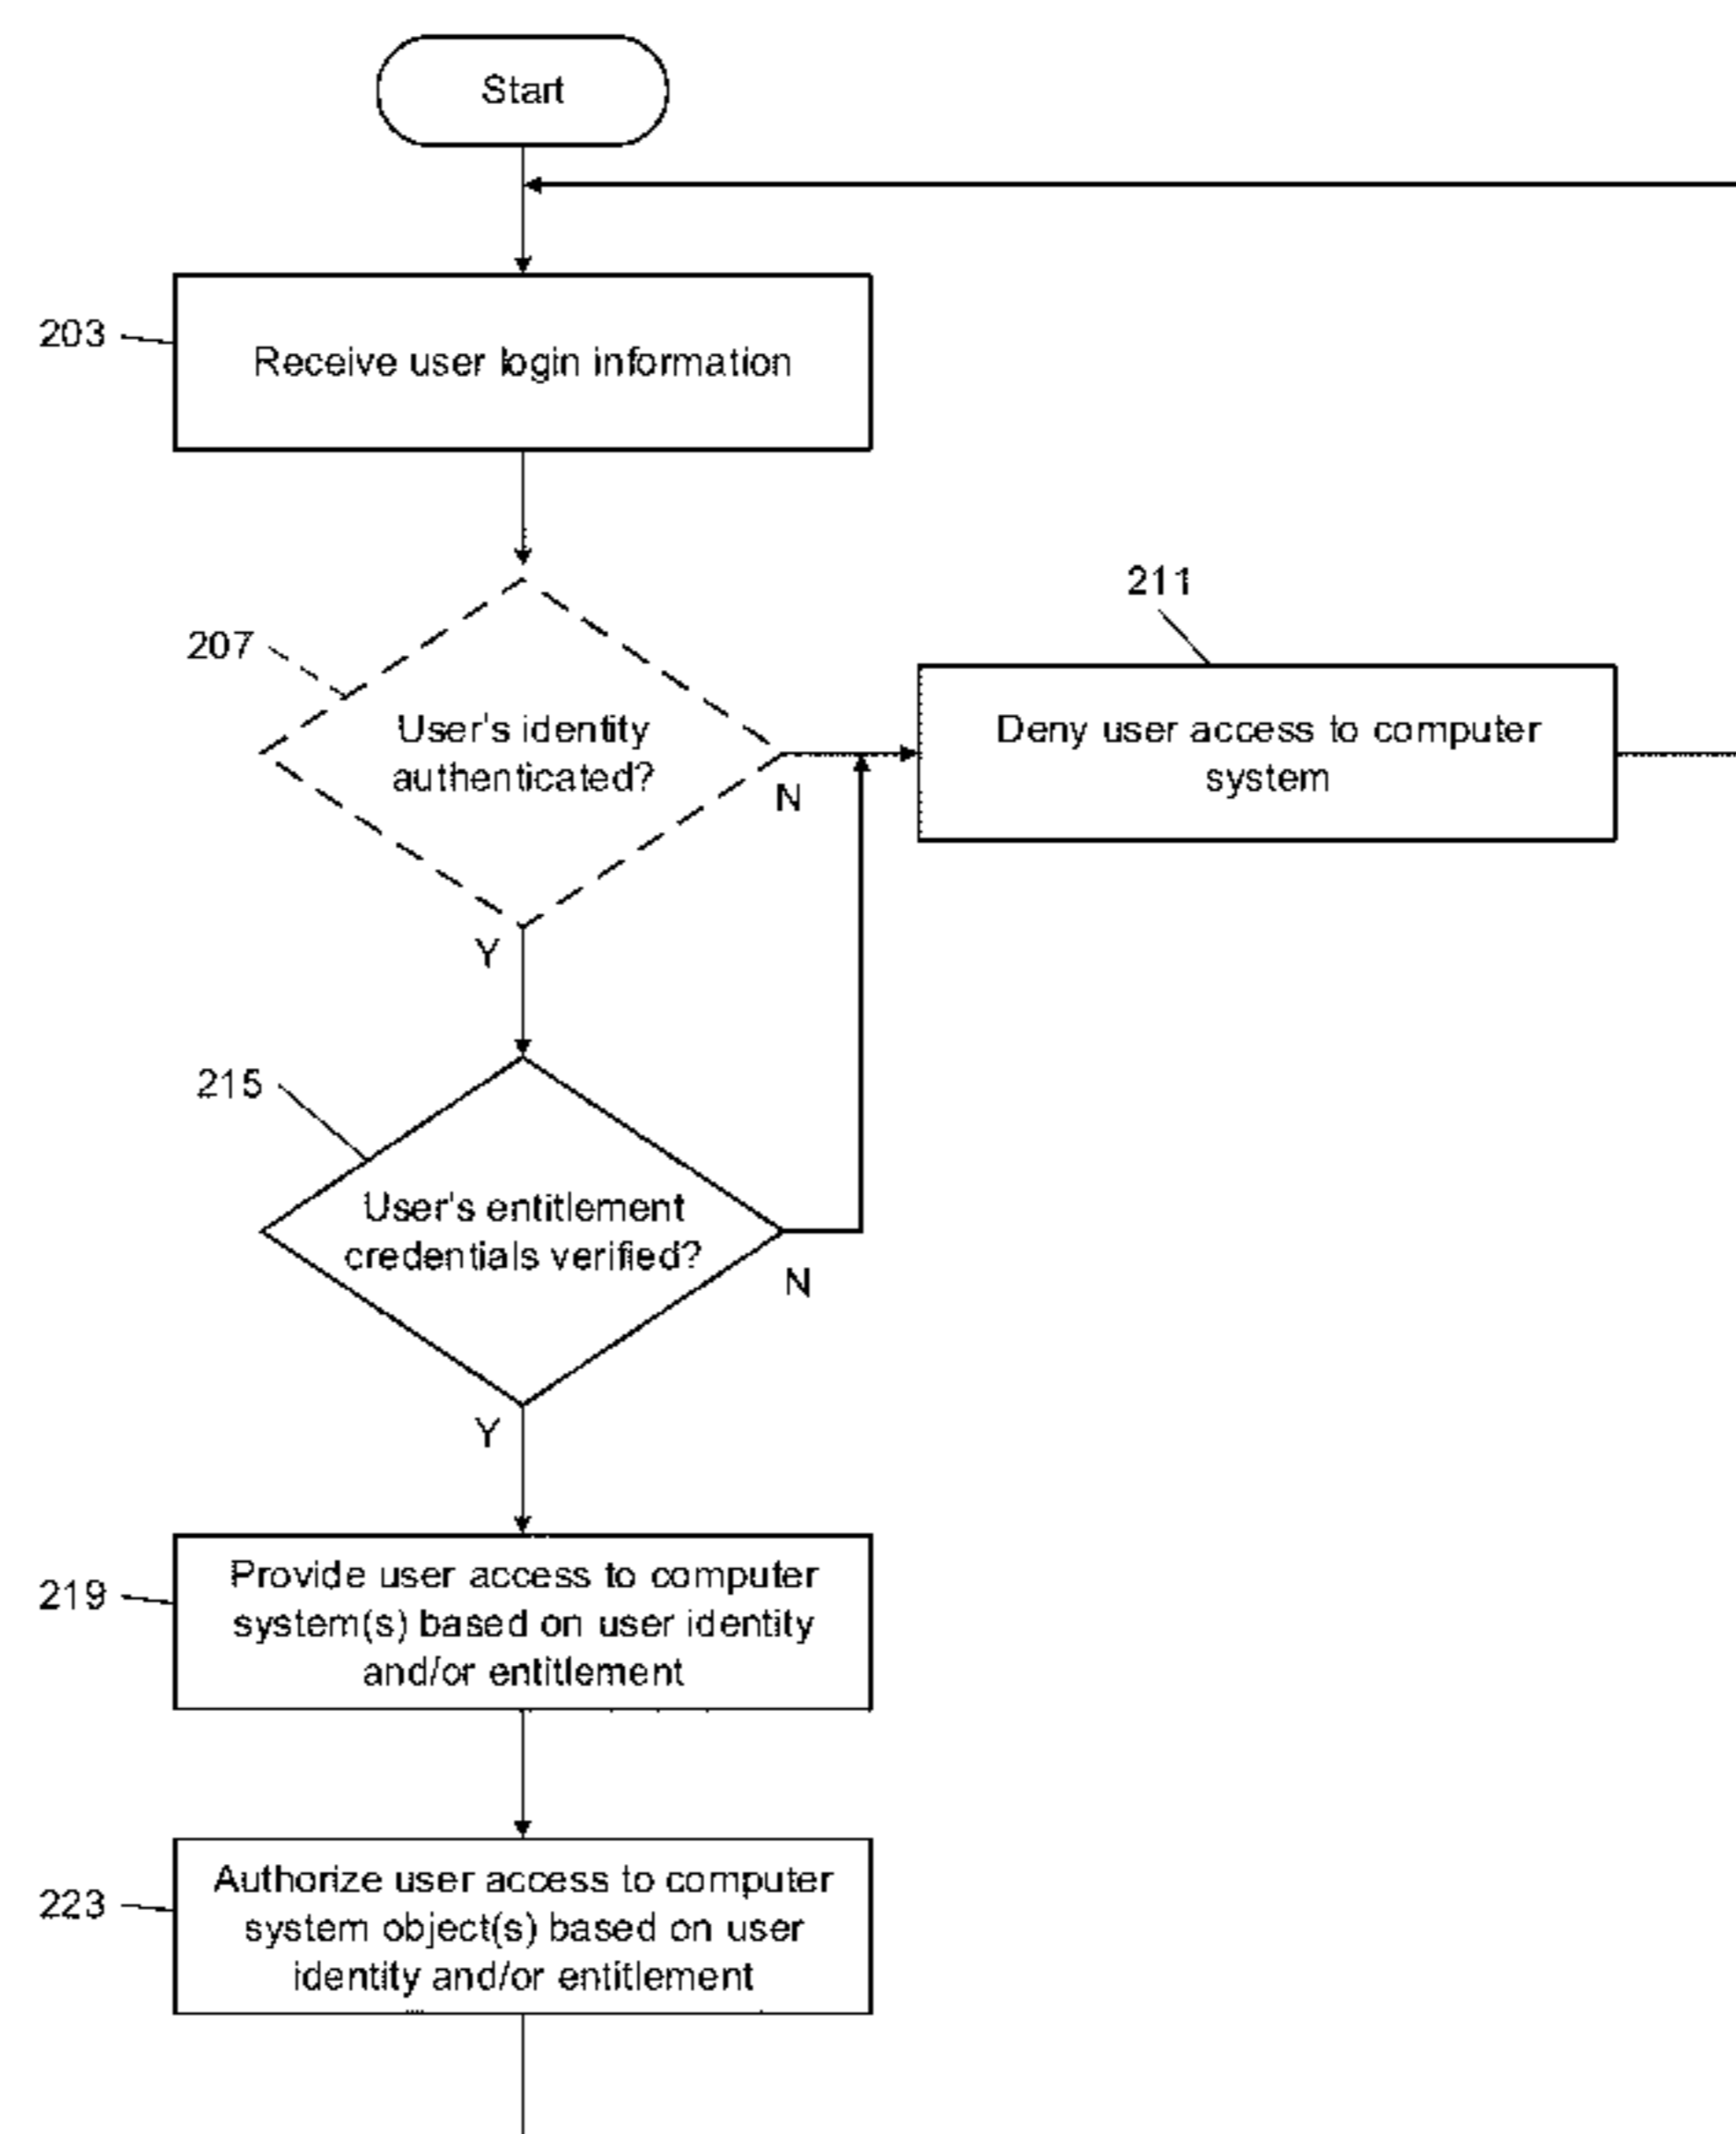 Start
203
Receive user login information
211
207
User's identity
authenticated?
N
Deny user access to computer
system
Y
215
User's entitlement
credentials verified?
N
Y
219
Provide user access to computer
system(s) based on user identity
and/or entitlement
223
Authorize user access to computer
system object(s) based on user
identity and/or entitlement